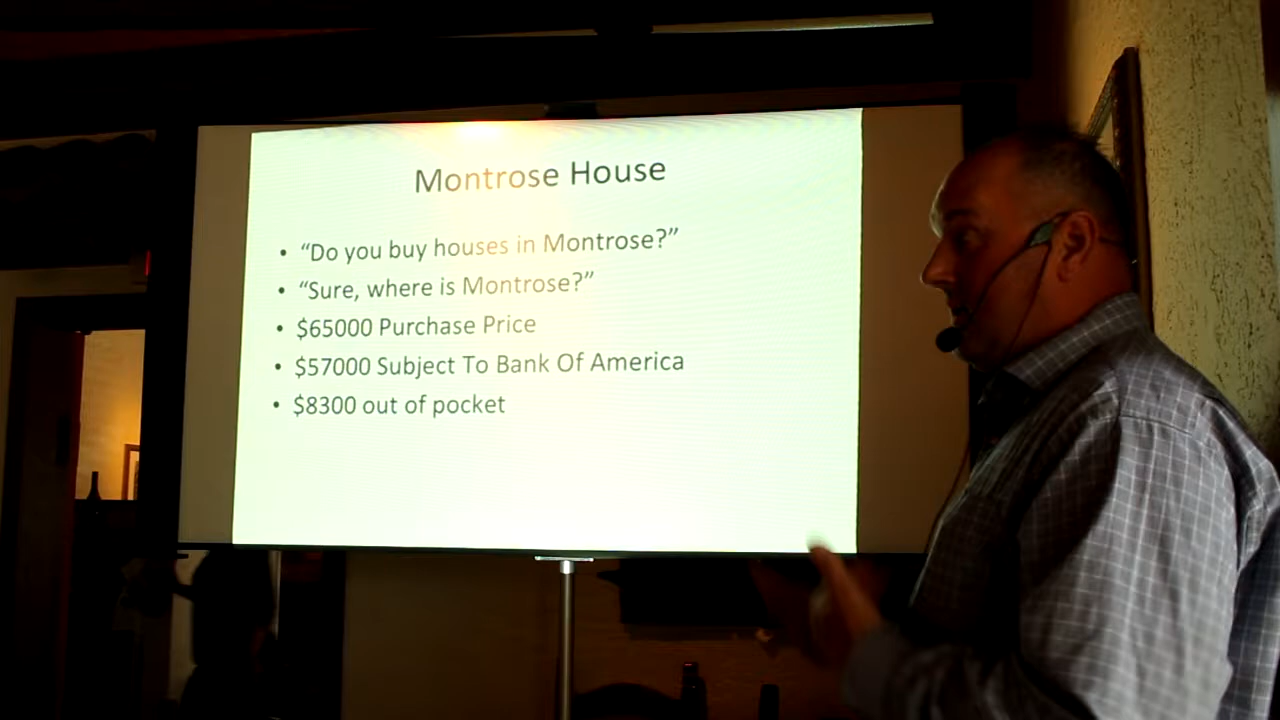 Montrose House
• “Do you buy houses in Montrose?”
• “Sure, where is Montrose?”
• $65000 Purchase Price
• $57000 Subject To Bank Of America
• $8300 out of pocket